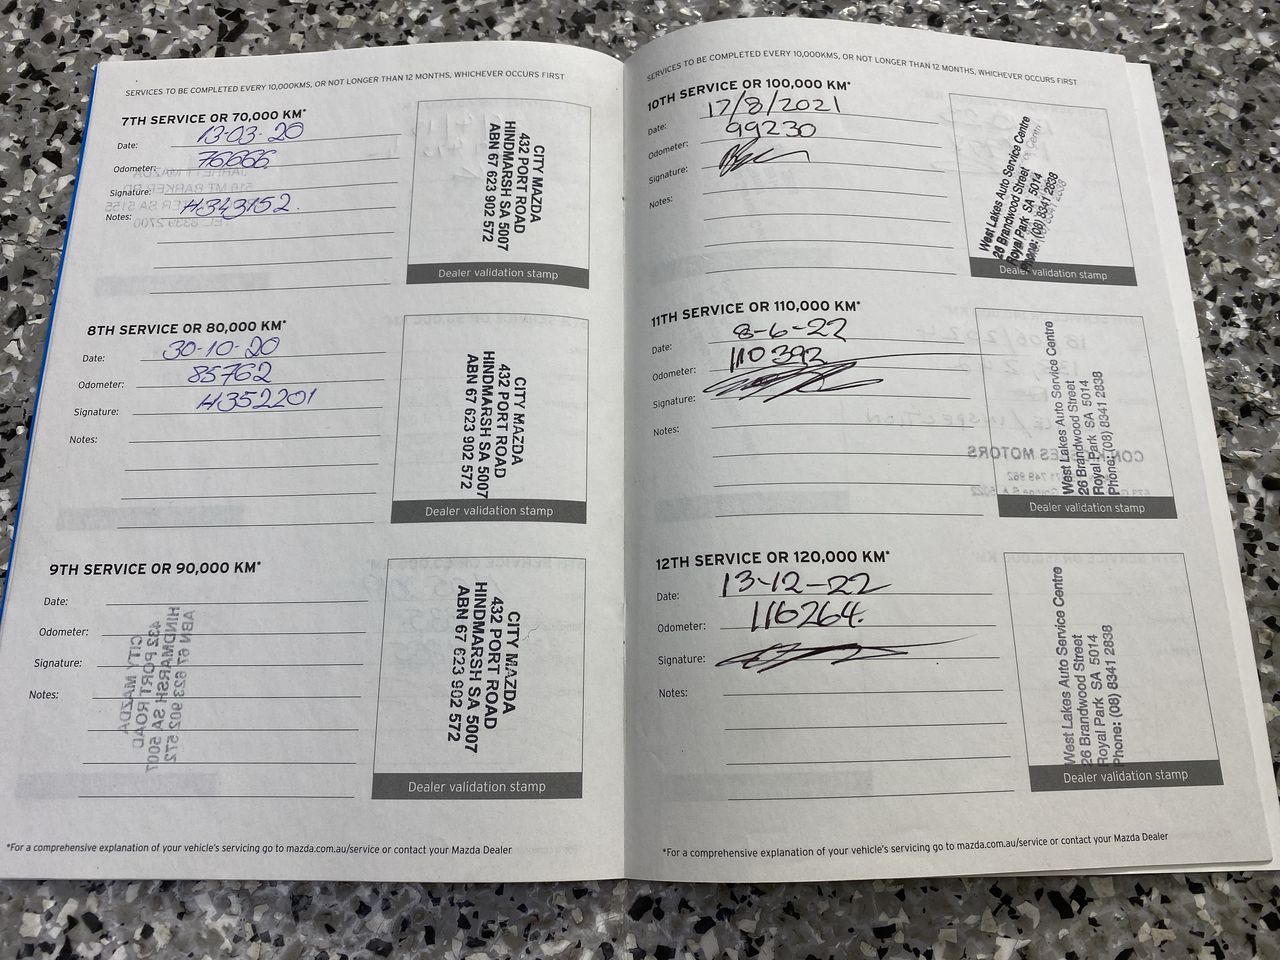 SERVICES TO BE COMPLETED EVERY 10,000KMS, OR NOT LONGER THAN 12 MONTHS, WHICHEVER OCCURS FIRST
7TH SERVICE OR 70,000 KM*
Date: 13-03-20
Odometer: 76666
Signature:
Notes: H343152.
CITY MAZDA
432 PORT ROAD
HINDMARSH SA 5007
ABN 67 623 902 572
Dealer validation stamp
8TH SERVICE OR 80,000 KM*
Date: 30-10-20
Odometer: 85762
Signature: H352201
Notes:
CITY MAZDA
432 PORT ROAD
HINDMARSH SA 5007
ABN 67 623 902 572
Dealer validation stamp
9TH SERVICE OR 90,000 KM*
Date:
Odometer:
Signature:
Notes:
CITY MAZDA
432 PORT ROAD
HINDMARSH SA 5007
ABN 67 623 902 572
CITY MAZDA
432 PORT ROAD
HINDMARSH SA 5007
ABN 67 623 902 572
Dealer validation stamp
*For a comprehensive explanation of your vehicle's servicing go to mazda.com.au/service or contact your Mazda Dealer
SERVICES TO BE COMPLETED EVERY 10,000KMS, OR NOT LONGER THAN 12 MONTHS, WHICHEVER OCCURS FIRST
10TH SERVICE OR 100,000 KM*
Date: 17/8/2021
Odometer: 99230
Signature:
Notes:
West Lakes Auto Service Centre
26 Brandwood Street
Royal Park SA 5014
Phone: (08) 8341 2838
Dealer validation stamp
11TH SERVICE OR 110,000 KM*
Date: 8-6-22
Odometer: 110392
Signature:
Notes:
West Lakes Auto Service Centre
26 Brandwood Street
Royal Park SA 5014
Phone: (08) 8341 2838
Dealer validation stamp
12TH SERVICE OR 120,000 KM*
Date: 13-12-22
Odometer: 116264.
Signature:
Notes:
West Lakes Auto Service Centre
26 Brandwood Street
Royal Park SA 5014
Phone: (08) 8341 2838
Dealer validation stamp
*For a comprehensive explanation of your vehicle's servicing go to mazda.com.au/service or contact your Mazda Dealer